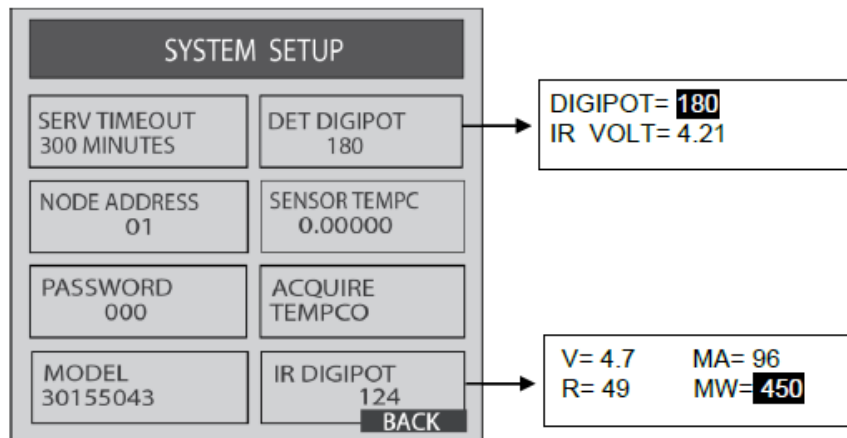 SYSTEM SETUP
SERV TIMEOUT
300 MINUTES
DET DIGIPOT
180
DIGIPOT= 180
IR VOLT= 4.21
NODE ADDRESS
01
SENSOR TEMPC
0.00000
PASSWORD
000
ACQUIRE
TEMPCO
MODEL
30155043
IR DIGIPOT
124
BACK
V= 4.7 MA= 96
R= 49 MW= 450